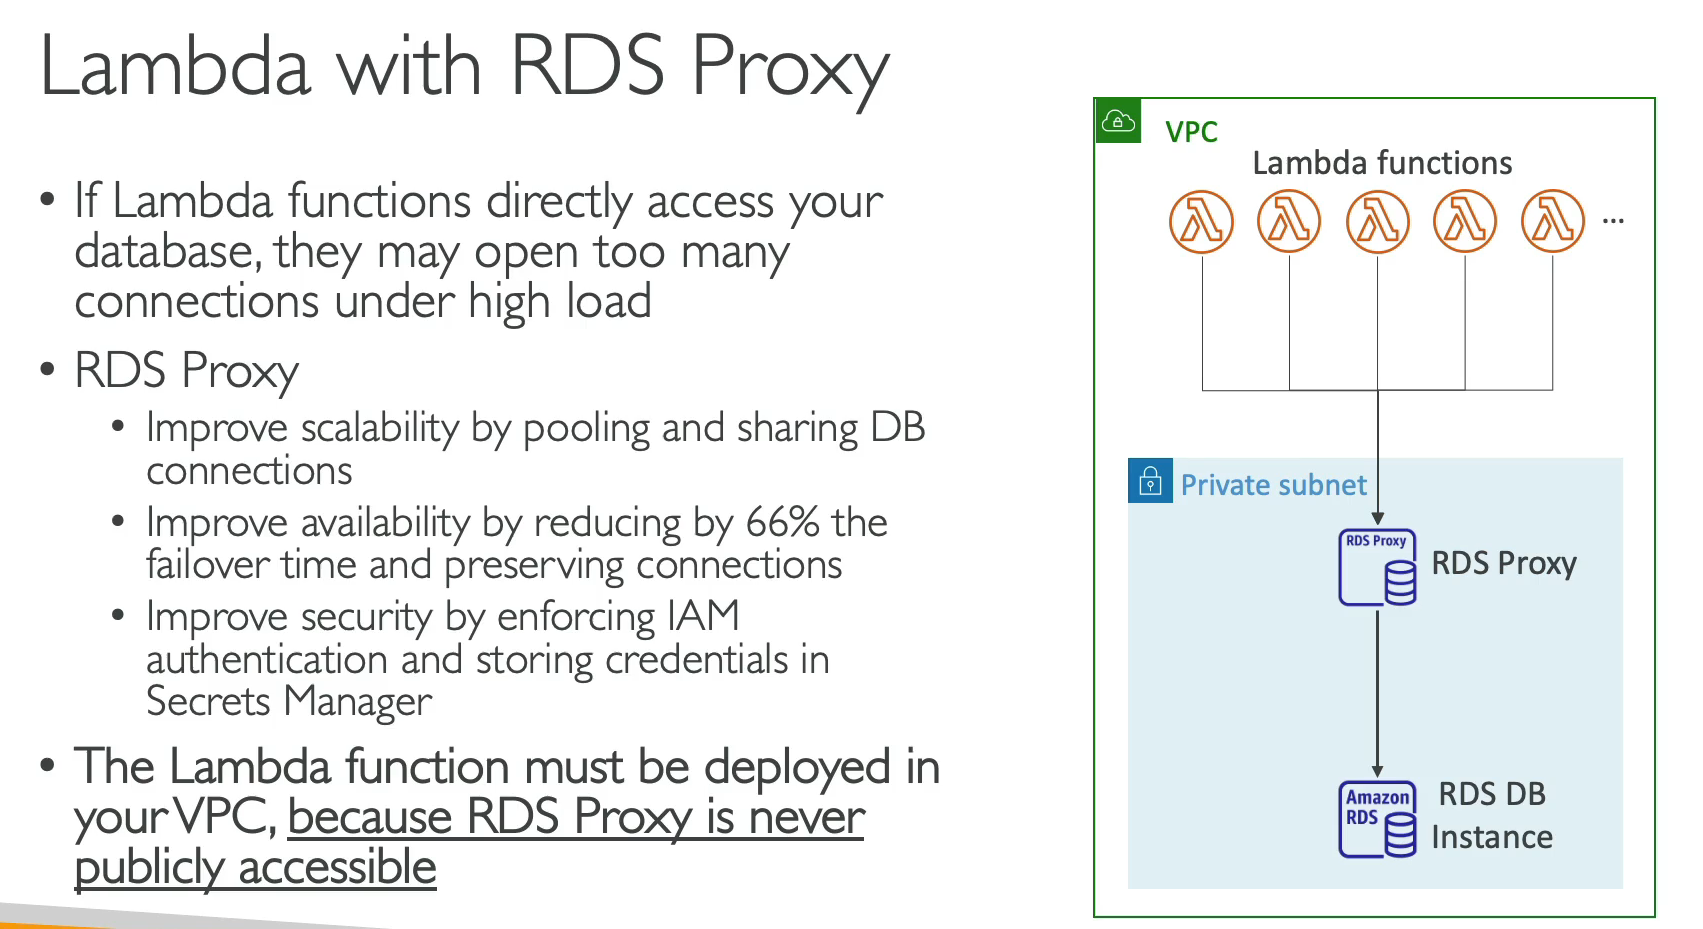 Lambda with RDS Proxy
• If Lambda functions directly access your
database, they may open too many
connections under high load
• RDS Proxy
• Improve scalability by pooling and sharing DB
connections
• Improve availability by reducing by 66% the
failover time and preserving connections
• Improve security by enforcing IAM
authentication and storing credentials in
Secrets Manager
• The Lambda function must be deployed in
your VPC, because RDS Proxy is never
publicly accessible
VPC
Lambda functions
...
Private subnet
RDS Proxy
RDS Proxy
Amazon
RDS
RDS DB
Instance